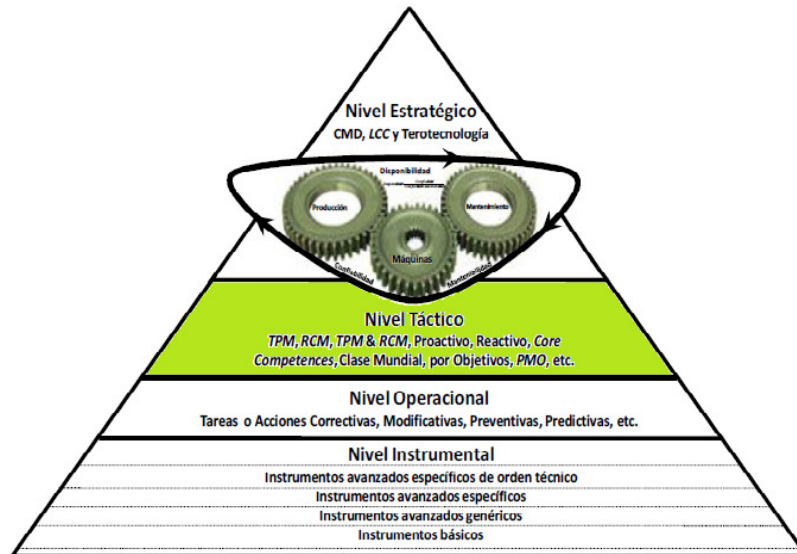 Nivel Estratégico
CMD, LCC y Terotecnología
Disponibilidad
Producción
Mantenimiento
Máquinas
Confiabilidad
Mantenibilidad
Nivel Táctico
TPM, RCM, TPM & RCM, Proactivo, Reactivo, Core
Competences, Clase Mundial, por Objetivos, PMO, etc.
Nivel Operacional
Tareas o Acciones Correctivas, Modificativas, Preventivas, Predictivas, etc.
Nivel Instrumental
Instrumentos avanzados específicos de orden técnico
Instrumentos avanzados específicos
Instrumentos avanzados genéricos
Instrumentos básicos